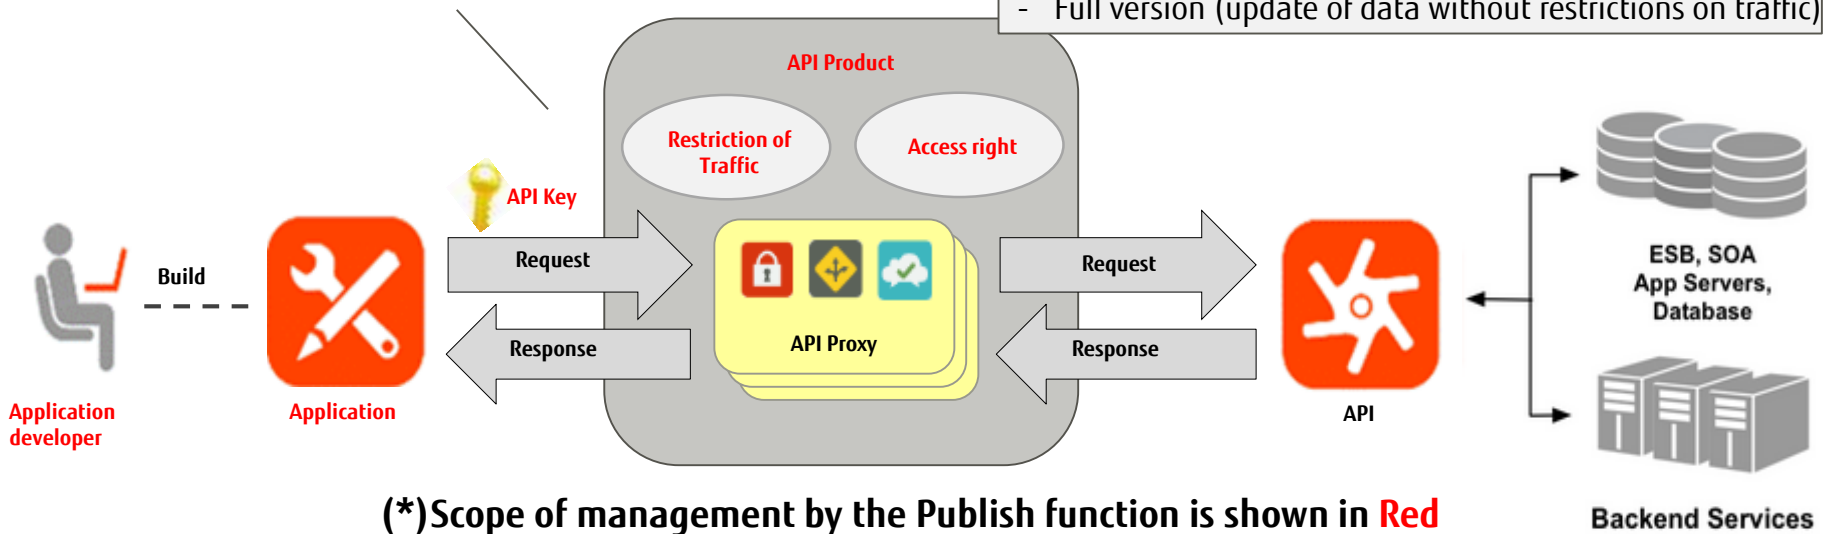 - Full version (update of data without restrictions on traffic)
API Product
Restriction of
Traffic
Access right
API Key
Request
Request
Build
ESB, SOA
App Servers,
Database
API Proxy
Response
Response
Application
developer
Application
API
(*)Scope of management by the Publish function is shown in Red
Backend Services